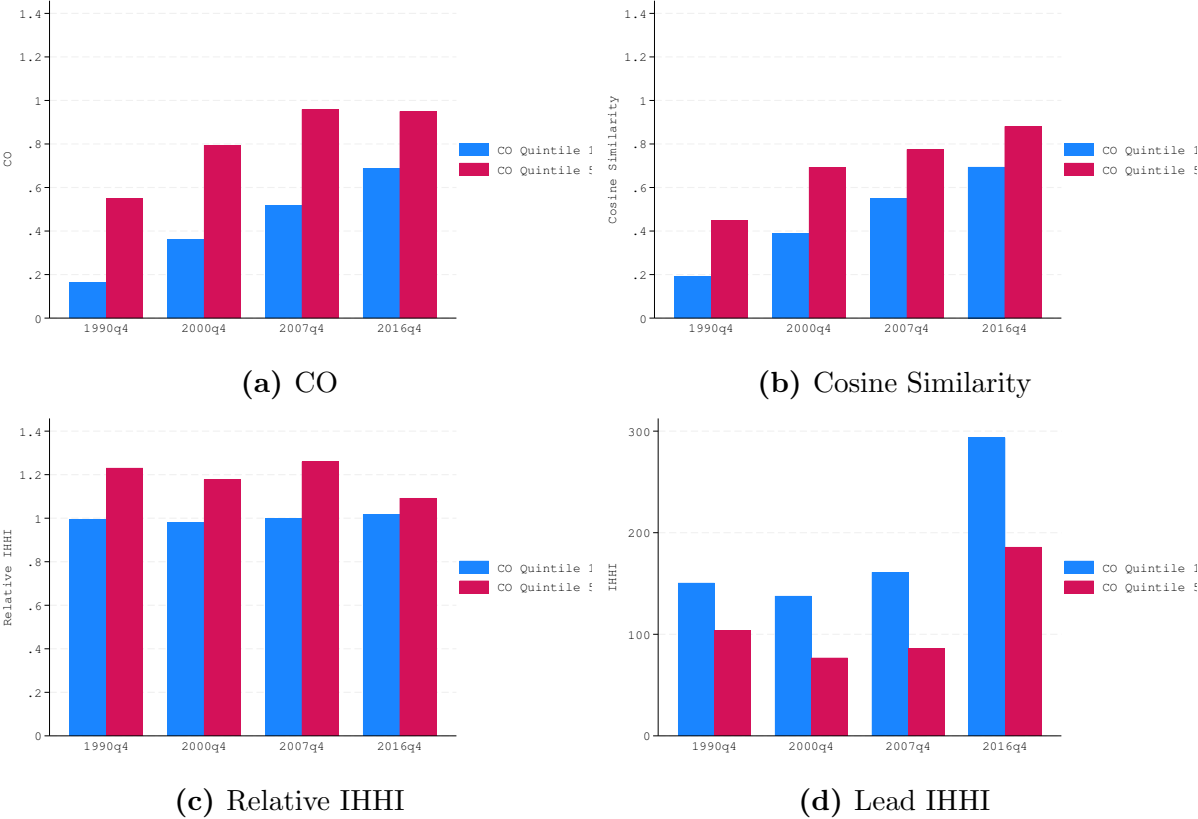 1.4
1.2
1
.8
.6
.4
.2
0
CO
1990q4 2000q4 2007q4 2016q4
CO Quintile 1
CO Quintile 5
(a) CO
1.4
1.2
1
.8
.6
.4
.2
0
Cosine Similarity
1990q4 2000q4 2007q4 2016q4
CO Quintile 1
CO Quintile 5
(b) Cosine Similarity
1.4
1.2
1
.8
.6
.4
.2
0
Relative IHHI
1990q4 2000q4 2007q4 2016q4
CO Quintile 1
CO Quintile 5
(c) Relative IHHI
300
200
100
0
IHHI
1990q4 2000q4 2007q4 2016q4
CO Quintile 1
CO Quintile 5
(d) Lead IHHI